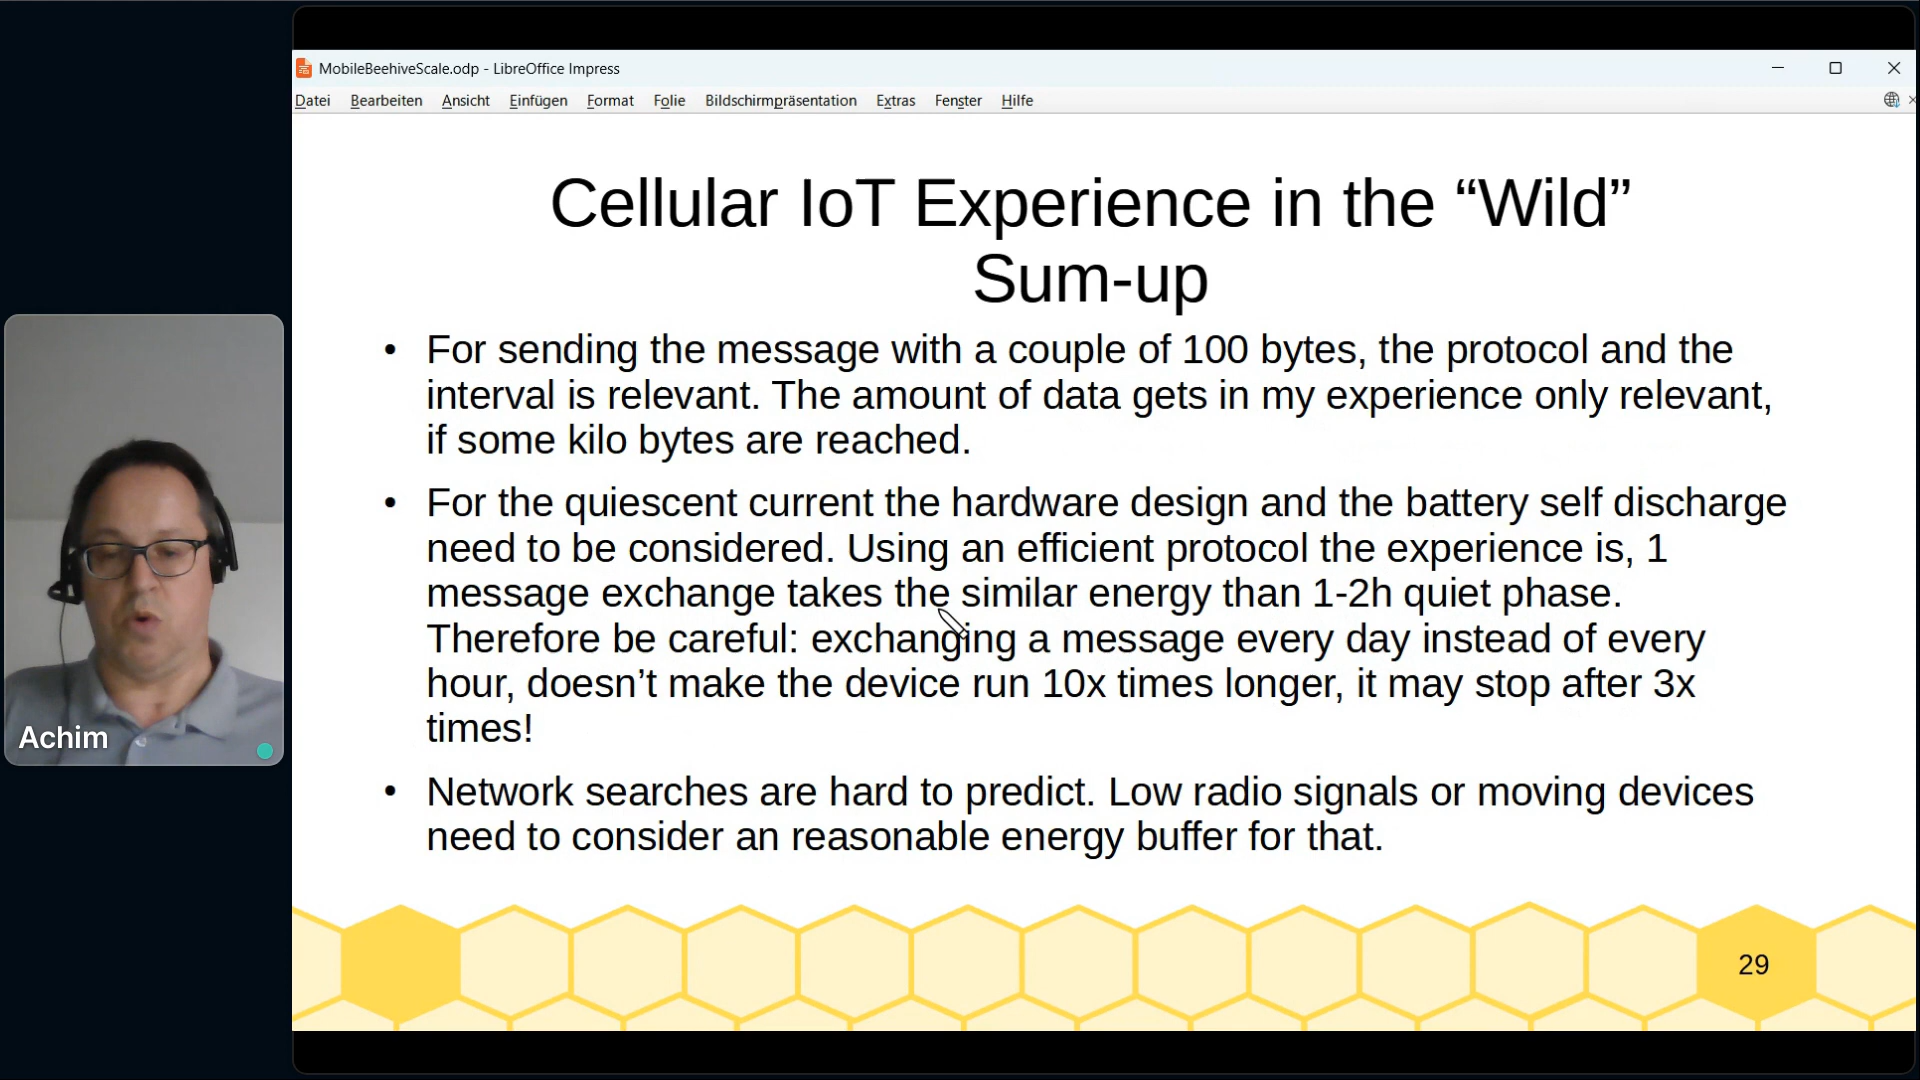 MobileBeehiveScale.odp - LibreOffice Impress
Datei Bearbeiten Ansicht Einfügen Format Folie Bildschirmpräsentation Extras Fenster Hilfe
Cellular IoT Experience in the “Wild”
Sum-up
• For sending the message with a couple of 100 bytes, the protocol and the
interval is relevant. The amount of data gets in my experience only relevant,
if some kilo bytes are reached.
• For the quiescent current the hardware design and the battery self discharge
need to be considered. Using an efficient protocol the experience is, 1
message exchange takes the similar energy than 1-2h quiet phase.
Therefore be careful: exchanging a message every day instead of every
hour, doesn’t make the device run 10x times longer, it may stop after 3x
times!
• Network searches are hard to predict. Low radio signals or moving devices
need to consider an reasonable energy buffer for that.
29
Achim